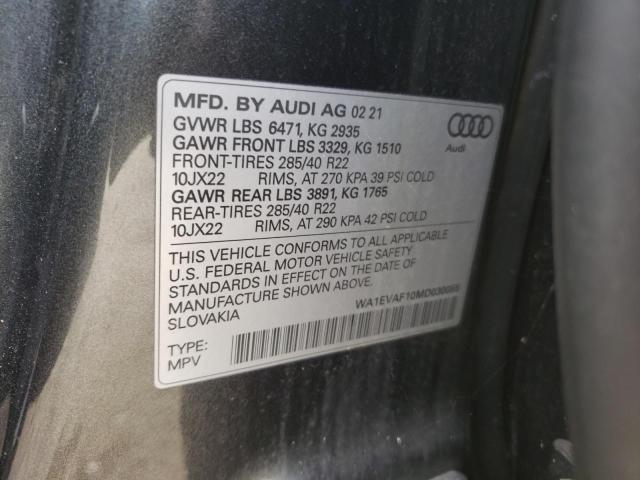 MFD. BY AUDI AG 02 21
GVWR LBS 6471, KG 2935
GAWR FRONT LBS 3329, KG 1510
FRONT-TIRES 285/40 R22
10JX22 RIMS, AT 270 KPA 39 PSI COLD
GAWR REAR LBS 3891, KG 1765
REAR-TIRES 285/40 R22
10JX22 RIMS, AT 290 KPA 42 PSI COLD
THIS VEHICLE CONFORMS TO ALL APPLICABLE
U.S. FEDERAL MOTOR VEHICLE SAFETY
STANDARDS IN EFFECT ON THE DATE OF
MANUFACTURE SHOWN ABOVE.
SLOVAKIA
TYPE:
MPV
Audi